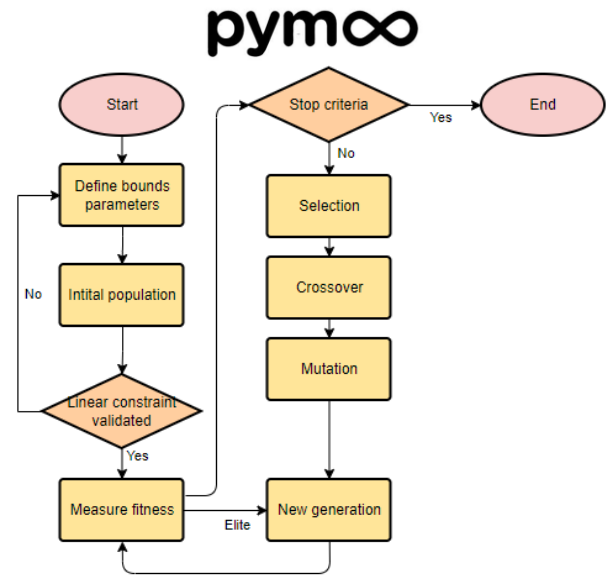 pymoo
Start
Define bounds
parameters
No
Intital population
Linear constraint
validated
Yes
Measure fitness
Elite
Stop criteria
Yes
End
No
Selection
Crossover
Mutation
New generation